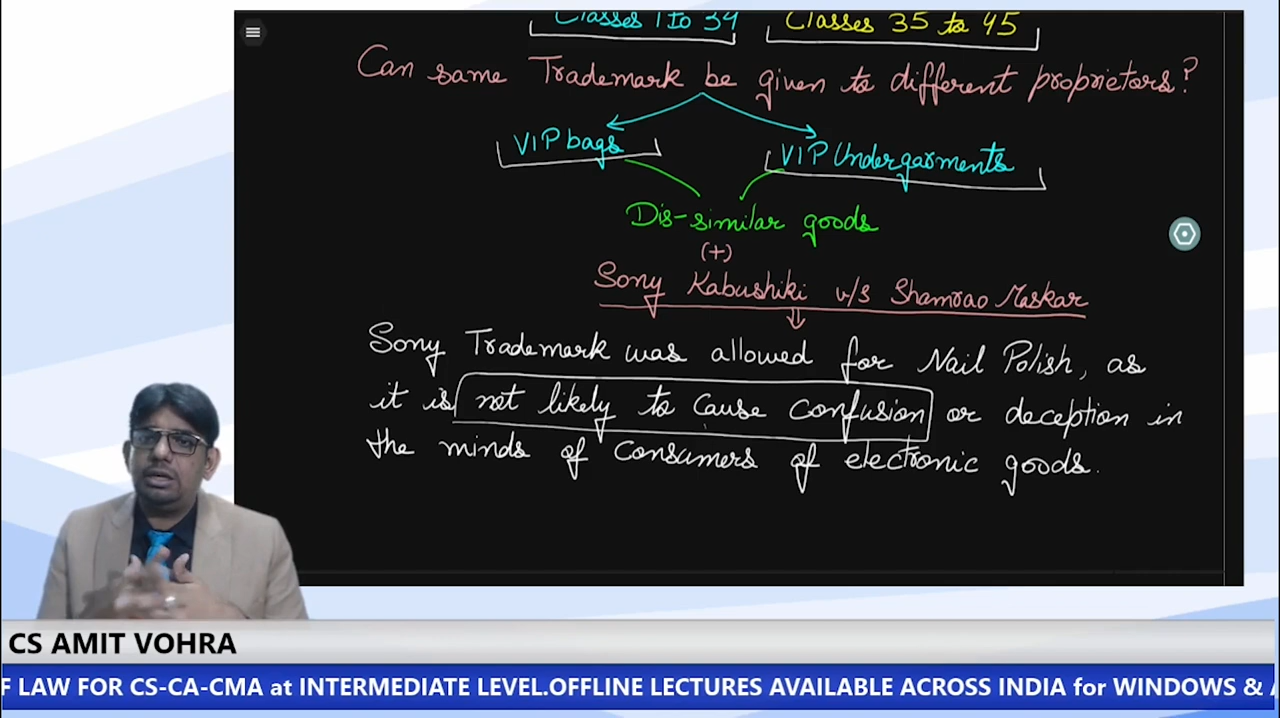 Classes 1 to 34 Classes 35 to 45
Can same Trademark be given to different proprietors?
VIP bags VIP Undergarments
Dis-similar goods
(+)
Sony Kabushiki v/s Shamrao Maskar
Sony Trademark was allowed for Nail Polish, as
it is not likely to cause confusion or deception in
the minds of consumers of electronic goods.
CS AMIT VOHRA
F LAW FOR CS-CA-CMA at INTERMEDIATE LEVEL.OFFLINE LECTURES AVAILABLE ACROSS INDIA for WINDOWS &